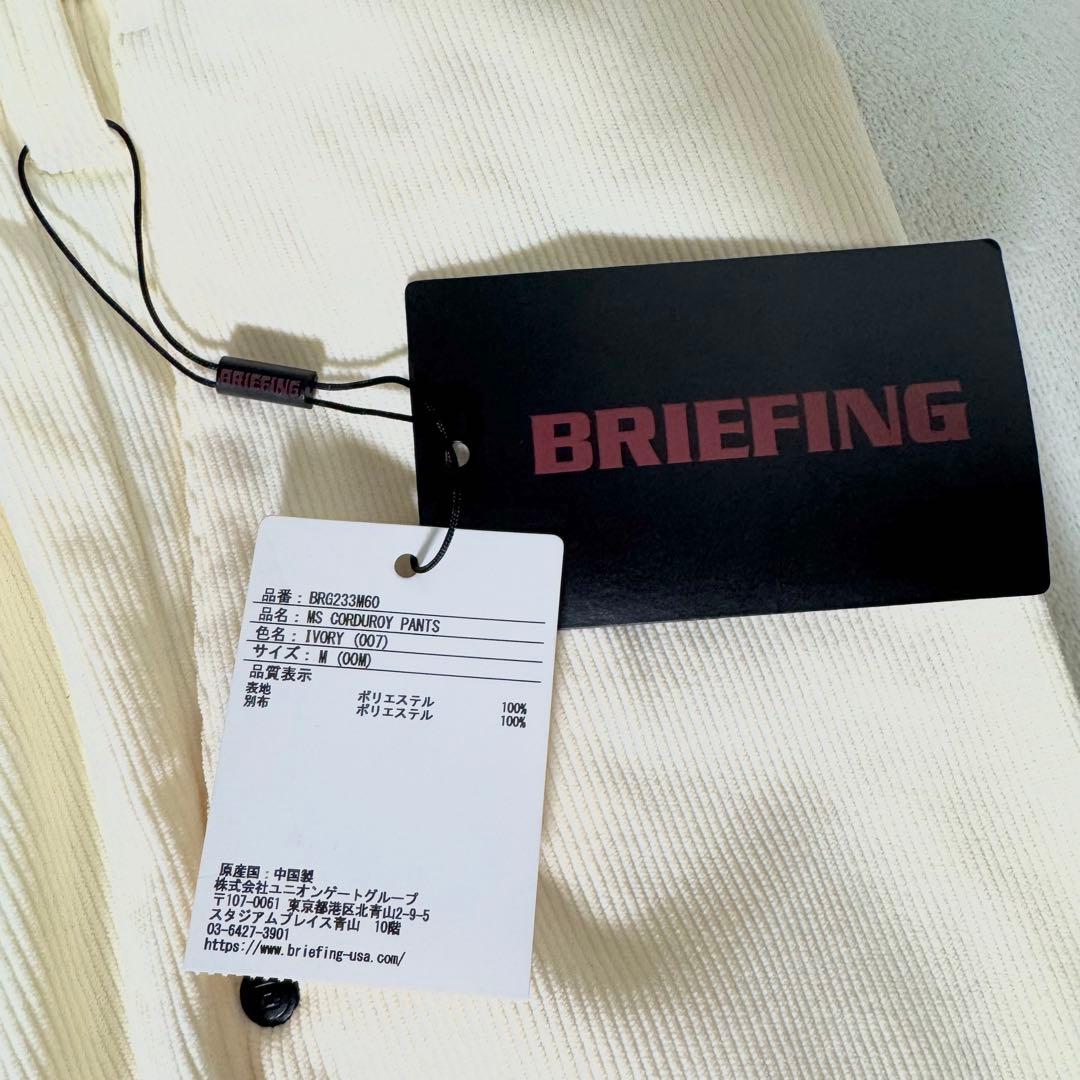 BRIEFING
BRIEFING
品番: BRG233M60
品名: MS CORDUROY PANTS
色名: IVORY (007)
サイズ: M (00M)
品質表示
表地 ポリエステル 100%
別布 ポリエステル 100%
原産国:中国製
株式会社ユニオンゲートグループ
〒107-0061 東京都港区北青山2-9-5
スタジアムプレイス青山 10階
03-6427-3901
https://www.briefing-usa.com/